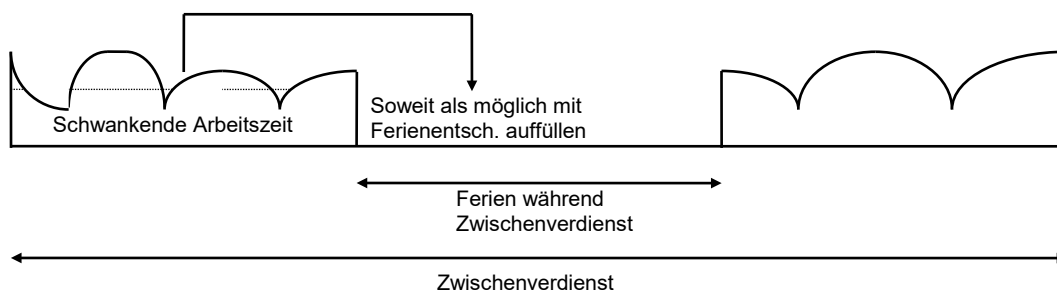 Schwankende Arbeitszeit
Soweit als möglich mit
Ferienentsch. auffüllen
Ferien während
Zwischenverdienst
Zwischenverdienst